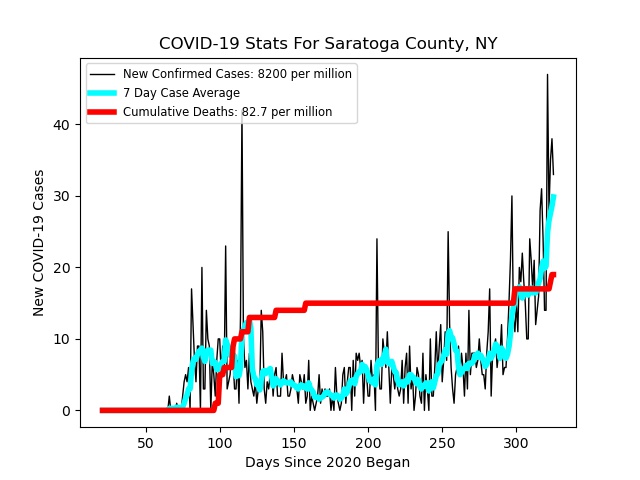 COVID-19 Stats For Saratoga County, NY
New Confirmed Cases: 8200 per million
7 Day Case Average
Cumulative Deaths: 82.7 per million
New COVID-19 Cases
40
30
20
10
0
50 100 150 200 250 300
Days Since 2020 Began